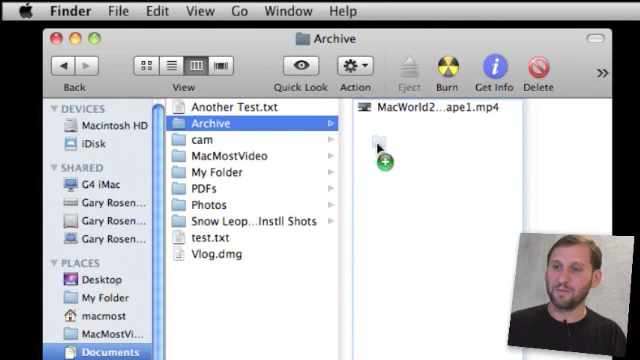 Finder File Edit View Go Window Help
Archive
Back View Quick Look Action Eject Burn Get Info Delete
DEVICES
Macintosh HD
iDisk
SHARED
G4 iMac
Gary Rosen...
Gary Rosen...
Gary Rosen...
PLACES
Desktop
My Folder
macmost
MacMostVi...
Documents
Another Test.txt
Archive
cam
MacMostVideo
My Folder
PDFs
Photos
Snow Leop...Instll Shots
test.txt
Vlog.dmg
MacWorld2...ape1.mp4